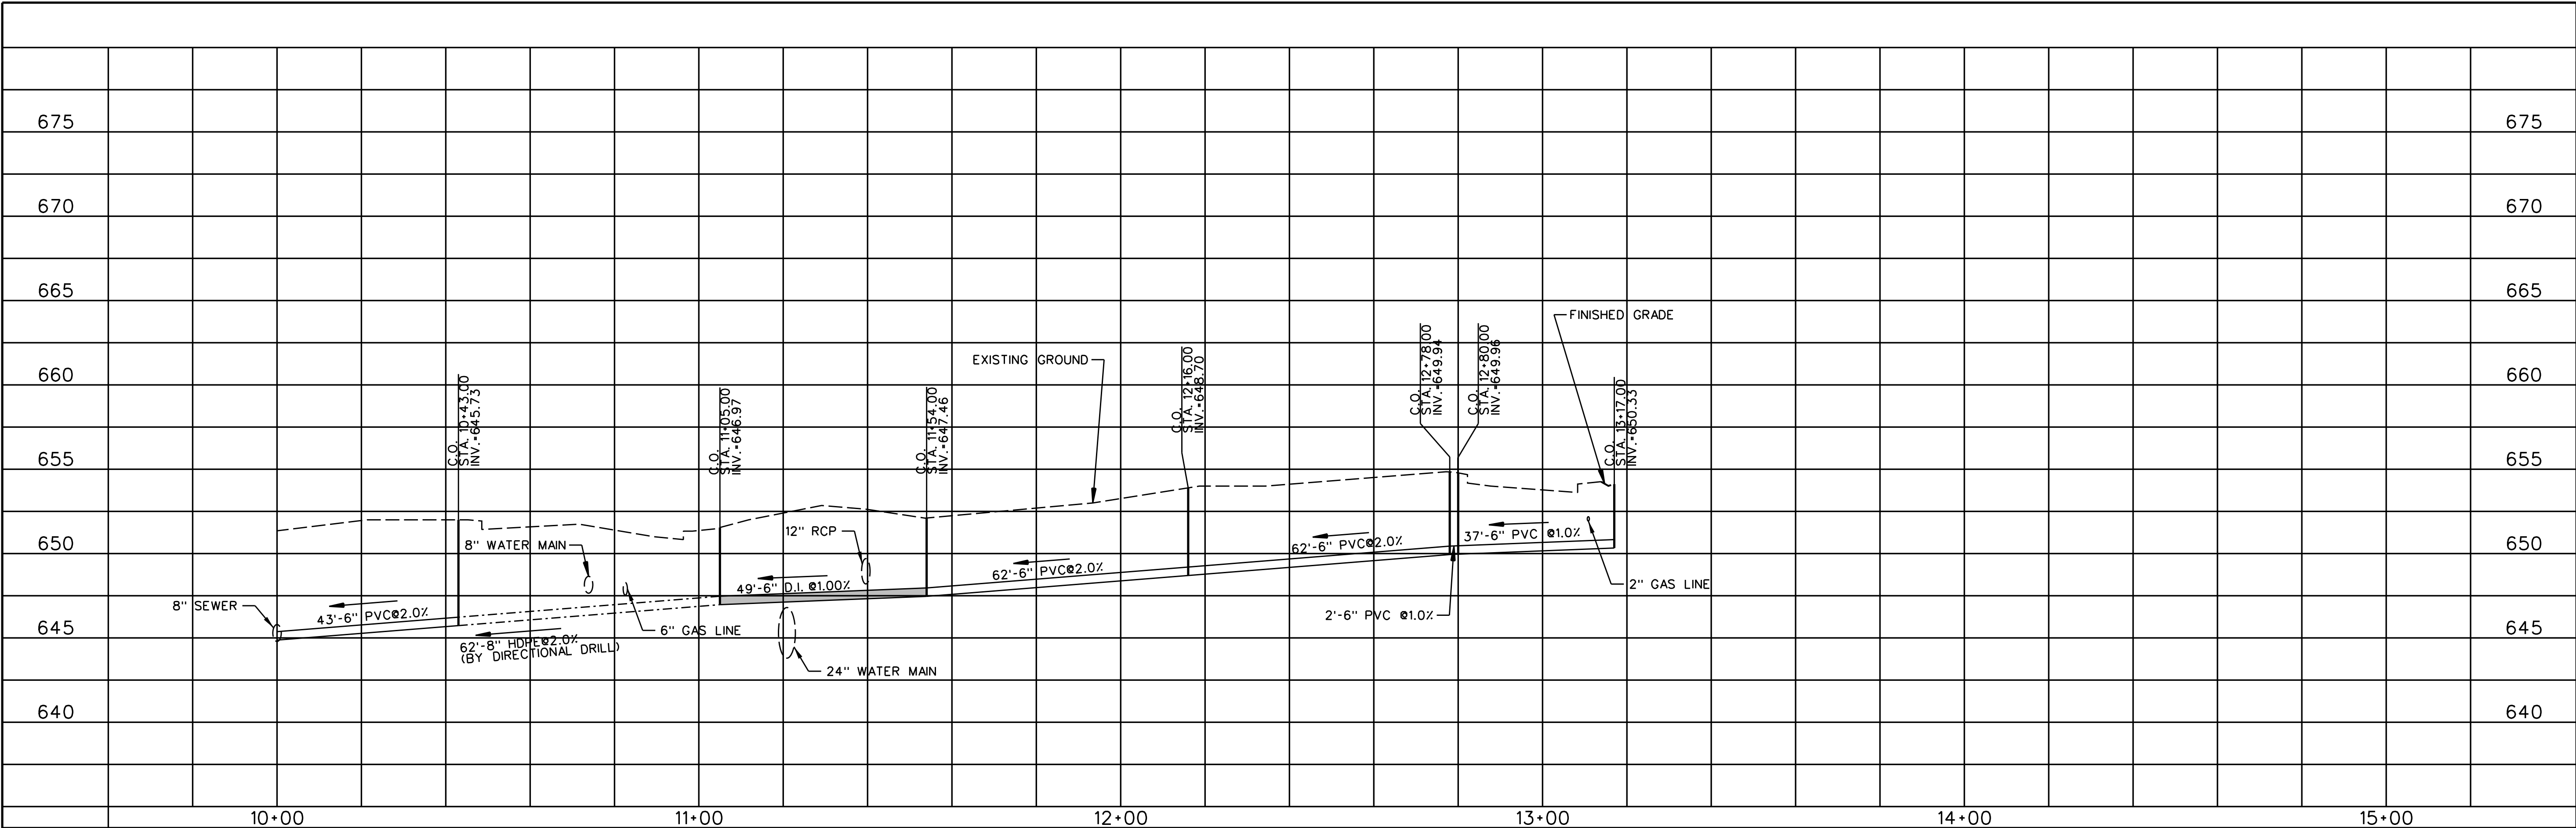 675
675
670
670
665
665
FINISHED GRADE
EXISTING GROUND
660
660
C.O.
STA. 10+43.00
INV.=645.73
C.O.
STA. 11+05.00
INV.=646.97
C.O.
STA. 11+54.00
INV.=647.46
C.O.
STA. 12+16.00
INV.=648.70
C.O.
STA. 12+78.00
INV.=649.94
C.O.
STA. 12+80.00
INV.=649.96
C.O.
STA. 13+17.00
INV.=650.33
655
655
12" RCP
8" WATER MAIN
650
650
37'-6" PVC @1.0%
62'-6" PVC@2.0%
62'-6" PVC@2.0%
49'-6" D.I. @1.00%
2" GAS LINE
8" SEWER
43'-6" PVC@2.0%
2'-6" PVC @1.0%
6" GAS LINE
645
645
62'-8" HDPE@2.0%
(BY DIRECTIONAL DRILL)
24" WATER MAIN
640
640
10+00
11+00
12+00
13+00
14+00
15+00